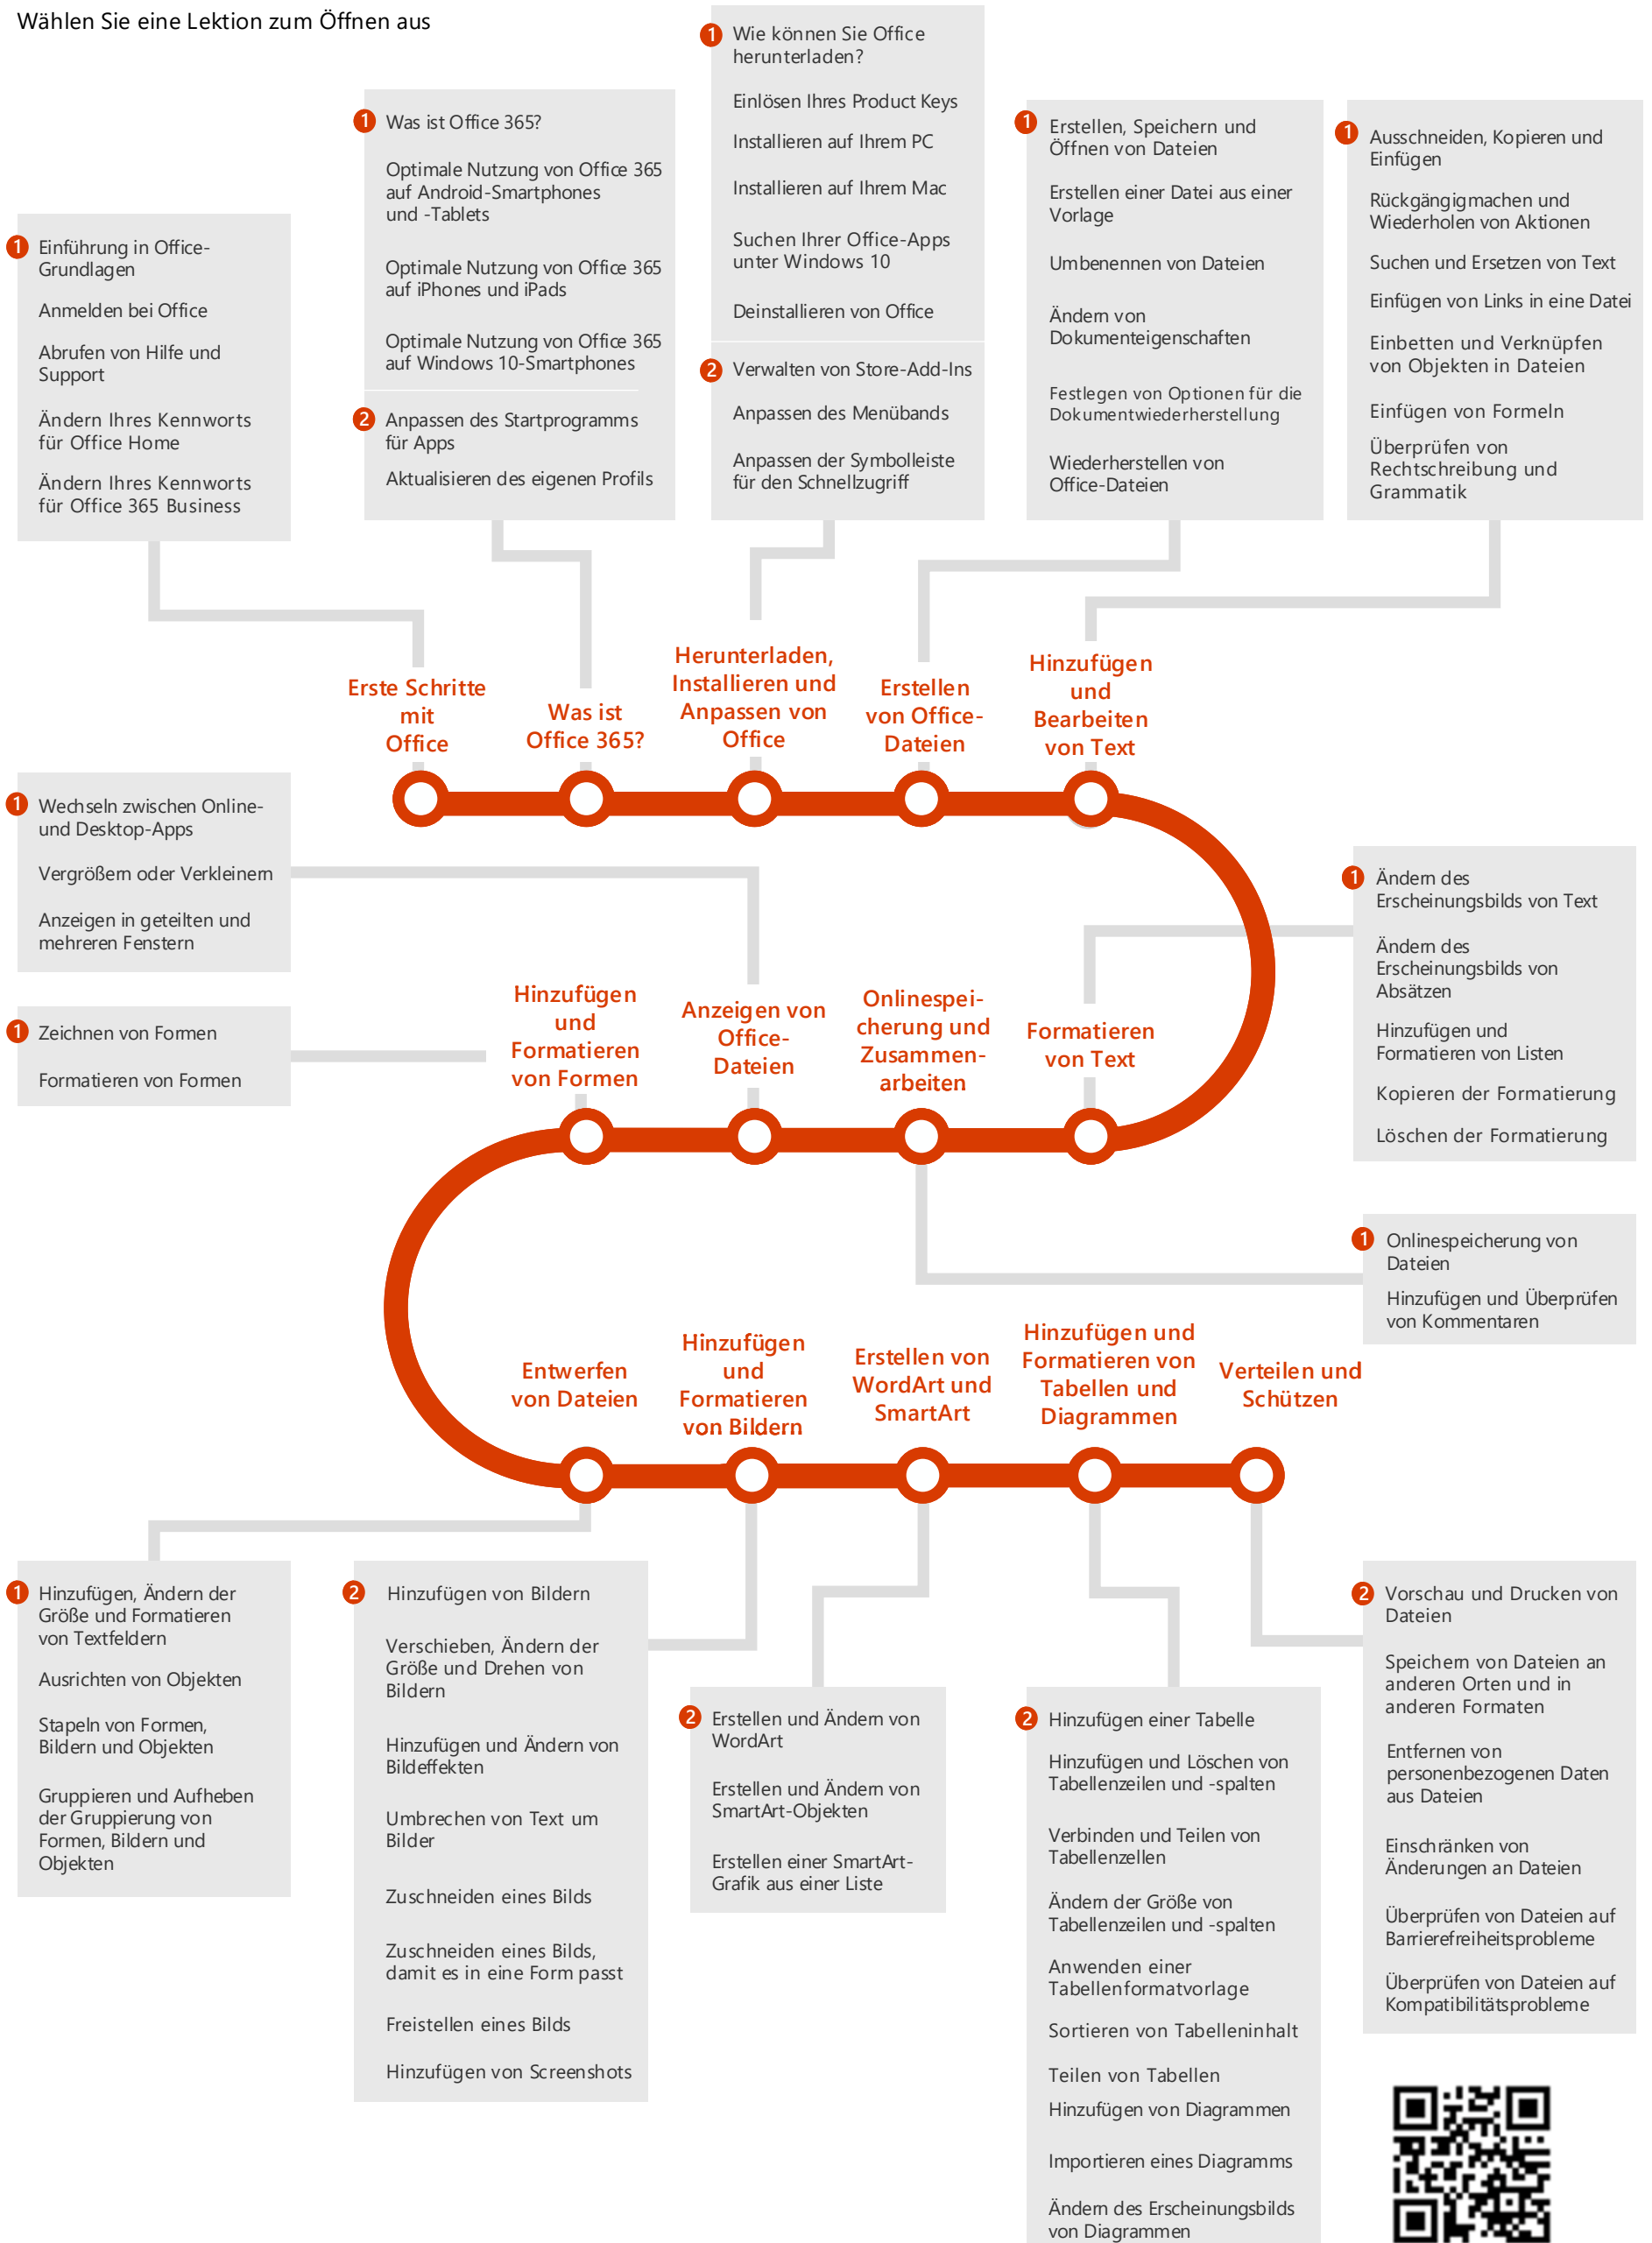 Wählen Sie eine Lektion zum Öffnen aus
1 Einführung in Office-
Grundlagen
Anmelden bei Office
Abrufen von Hilfe und
Support
Ändern Ihres Kennworts
für Office Home
Ändern Ihres Kennworts
für Office 365 Business
1 Was ist Office 365?
Optimale Nutzung von Office 365
auf Android-Smartphones
und -Tablets
Optimale Nutzung von Office 365
auf iPhones und iPads
Optimale Nutzung von Office 365
auf Windows 10-Smartphones
2 Anpassen des Startprogramms
für Apps
Aktualisieren des eigenen Profils
1 Wie können Sie Office
herunterladen?
Einlösen Ihres Product Keys
Installieren auf Ihrem PC
Installieren auf Ihrem Mac
Suchen Ihrer Office-Apps
unter Windows 10
Deinstallieren von Office
2 Verwalten von Store-Add-Ins
Anpassen des Menübands
Anpassen der Symbolleiste
für den Schnellzugriff
1 Erstellen, Speichern und
Öffnen von Dateien
Erstellen einer Datei aus einer
Vorlage
Umbenennen von Dateien
Ändern von
Dokumenteigenschaften
Festlegen von Optionen für die
Dokumentwiederherstellung
Wiederherstellen von
Office-Dateien
1 Ausschneiden, Kopieren und
Einfügen
Rückgängigmachen und
Wiederholen von Aktionen
Suchen und Ersetzen von Text
Einfügen von Links in eine Datei
Einbetten und Verknüpfen
von Objekten in Dateien
Einfügen von Formeln
Überprüfen von
Rechtschreibung und
Grammatik
Erste Schritte
mit
Office
Was ist
Office 365?
Herunterladen,
Installieren und
Anpassen von
Office
Erstellen
von Office-
Dateien
Hinzufügen
und
Bearbeiten
von Text
1 Wechseln zwischen Online-
und Desktop-Apps
Vergrößern oder Verkleinern
Anzeigen in geteilten und
mehreren Fenstern
1 Zeichnen von Formen
Formatieren von Formen
Hinzufügen
und
Formatieren
von Formen
Anzeigen von
Office-
Dateien
Onlinespei-
cherung und
Zusammen-
arbeiten
Formatieren
von Text
1 Ändern des
Erscheinungsbilds von Text
Ändern des
Erscheinungsbilds von
Absätzen
Hinzufügen und
Formatieren von Listen
Kopieren der Formatierung
Löschen der Formatierung
1 Onlinespeicherung von
Dateien
Hinzufügen und Überprüfen
von Kommentaren
Entwerfen
von Dateien
Hinzufügen
und
Formatieren
von Bildern
Erstellen von
WordArt und
SmartArt
Hinzufügen und
Formatieren von
Tabellen und
Diagrammen
Verteilen und
Schützen
1 Hinzufügen, Ändern der
Größe und Formatieren
von Textfeldern
Ausrichten von Objekten
Stapeln von Formen,
Bildern und Objekten
Gruppieren und Aufheben
der Gruppierung von
Formen, Bildern und
Objekten
2 Hinzufügen von Bildern
Verschieben, Ändern der
Größe und Drehen von
Bildern
Hinzufügen und Ändern von
Bildeffekten
Umbrechen von Text um
Bilder
Zuschneiden eines Bilds
Zuschneiden eines Bilds,
damit es in eine Form passt
Freistellen eines Bilds
Hinzufügen von Screenshots
2 Erstellen und Ändern von
WordArt
Erstellen und Ändern von
SmartArt-Objekten
Erstellen einer SmartArt-
Grafik aus einer Liste
2 Hinzufügen einer Tabelle
Hinzufügen und Löschen von
Tabellenzeilen und -spalten
Verbinden und Teilen von
Tabellenzellen
Ändern der Größe von
Tabellenzeilen und -spalten
Anwenden einer
Tabellenformatvorlage
Sortieren von Tabelleninhalt
Teilen von Tabellen
Hinzufügen von Diagrammen
Importieren eines Diagramms
Ändern des Erscheinungsbilds
von Diagrammen
2 Vorschau und Drucken von
Dateien
Speichern von Dateien an
anderen Orten und in
anderen Formaten
Entfernen von
personenbezogenen Daten
aus Dateien
Einschränken von
Änderungen an Dateien
Überprüfen von Dateien auf
Barrierefreiheitsprobleme
Überprüfen von Dateien auf
Kompatibilitätsprobleme